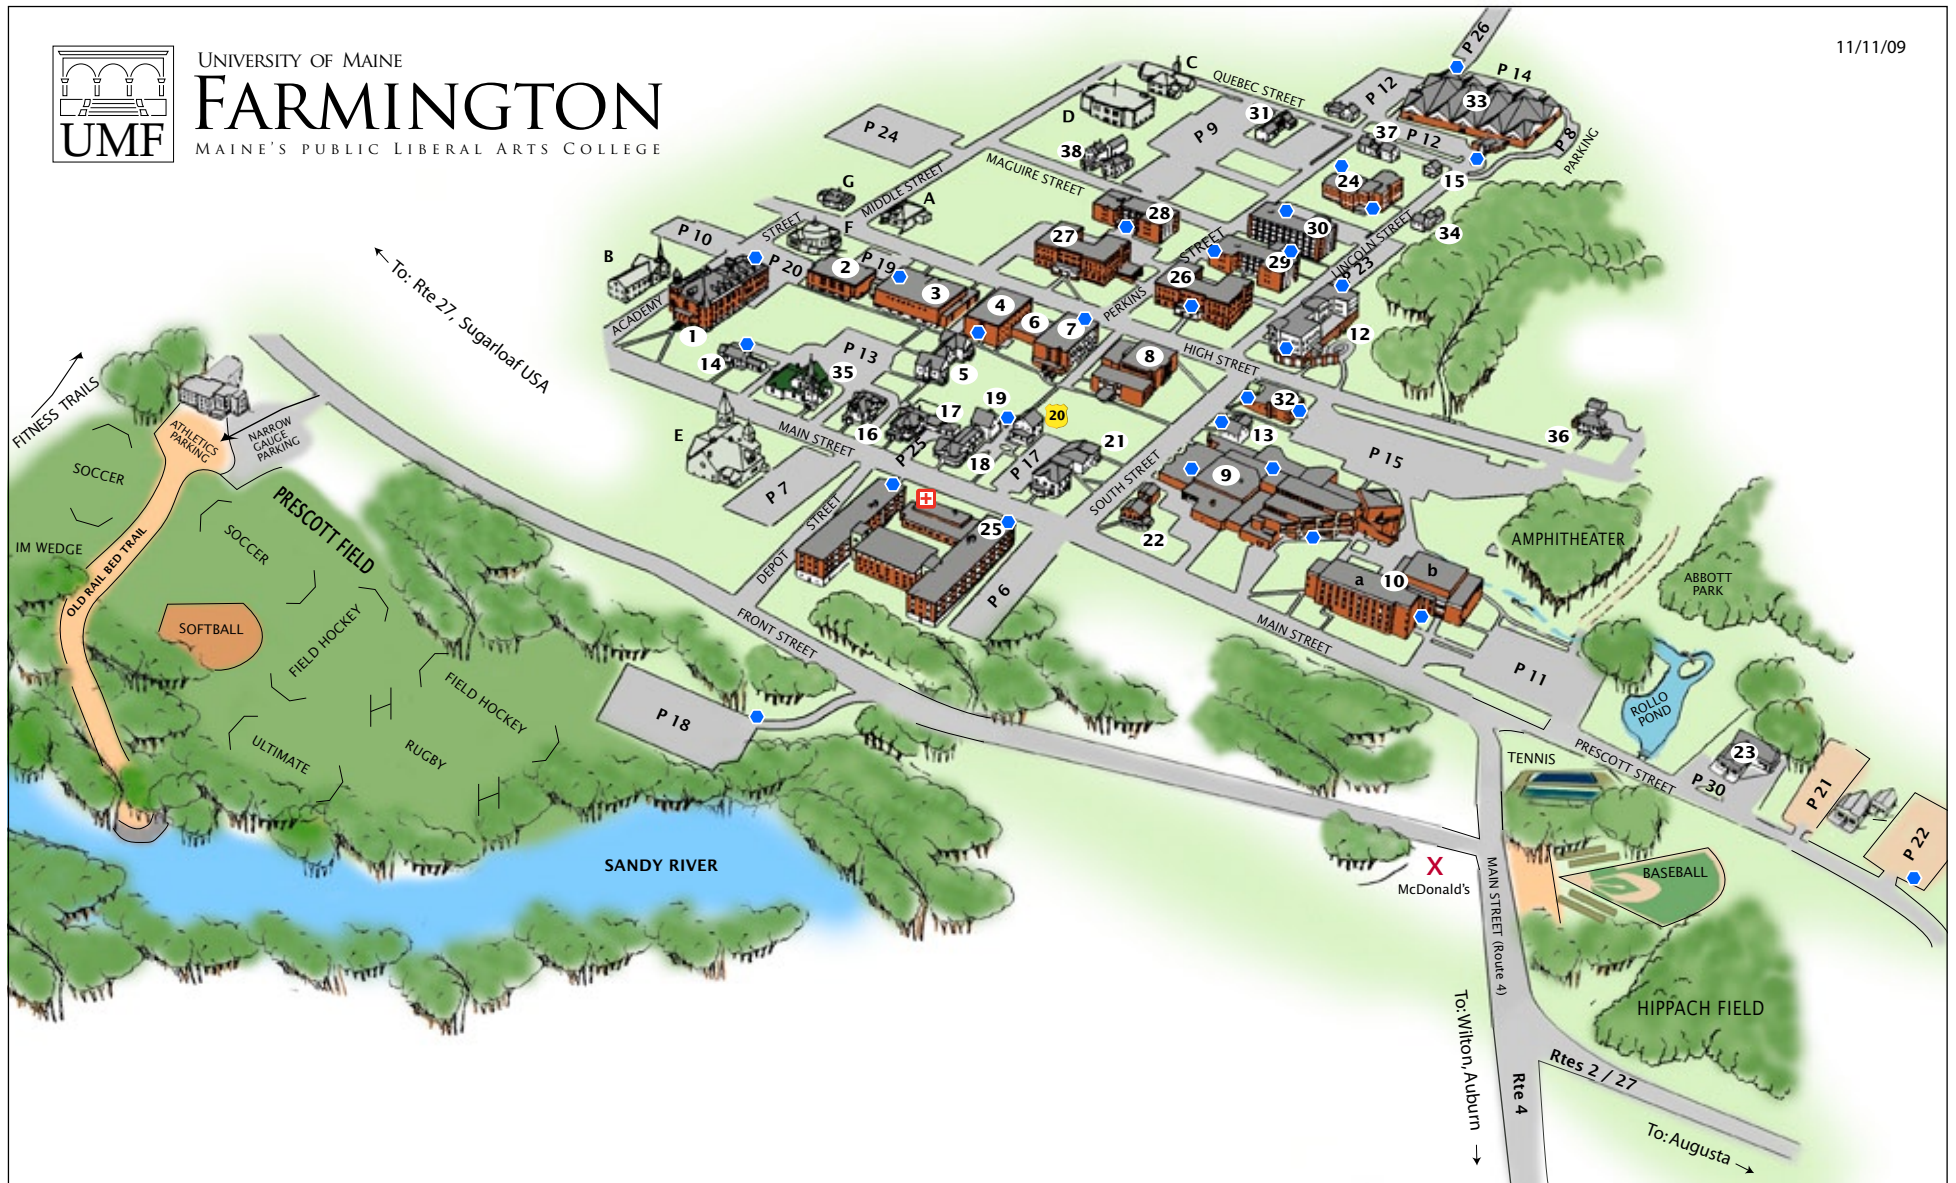 11/11/09
UNIVERSITY OF MAINE
FARMINGTON
MAINE'S PUBLIC LIBERAL ARTS COLLEGE
UMF
P 26
C
QUEBEC STREET
P 12
P 14
33
D
31
P 9
37
P 12
P 8
PARKING
P 24
38
MAGUIRE STREET
24
15
G
MIDDLE STREET
A
28
30
LINCOLN STREET
34
P 10
STREET
F
27
STREET
B
P 20
2
P 19
26
29
P 23
ACADEMY
3
4
6
7
PERKINS
12
1
To: Rte 27, Sugarloaf USA
14
P 13
35
5
8
HIGH STREET
FITNESS TRAILS
ATHLETICS
PARKING
NARROW
GAUGE
PARKING
E
MAIN STREET
16
17
19
20
32
13
36
P 25
18
P 17
21
SOUTH STREET
9
P 15
SOCCER
P 7
PRESCOTT FIELD
STREET
25
22
AMPHITHEATER
IM WEDGE
SOCCER
OLD RAIL BED TRAIL
DEPOT
P 6
a
10
b
ABBOTT
PARK
SOFTBALL
FIELD HOCKEY
FRONT STREET
MAIN STREET
P 11
FIELD HOCKEY
P 18
ROLLO
POND
ULTIMATE
RUGBY
TENNIS
PRESCOTT STREET
23
P 30
P 21
P 22
SANDY RIVER
X
McDonald's
MAIN STREET (Route 4)
BASEBALL
HIPPACH FIELD
To: Wilton, Auburn
Rte 4
Rtes 2 / 27
To: Augusta